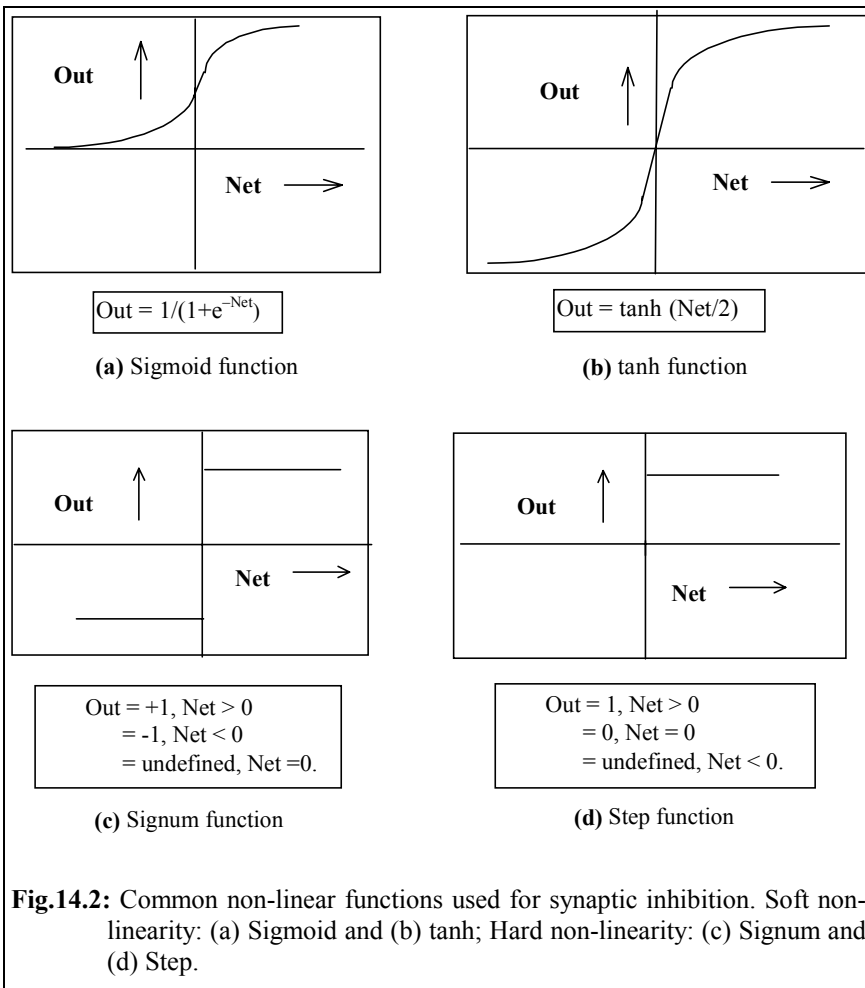 Out
Net
Out = 1/(1+e^–Net)
(a) Sigmoid function
Out
Net
Out = tanh (Net/2)
(b) tanh function
Out
Net
Out = +1, Net > 0
= -1, Net < 0
= undefined, Net =0.
(c) Signum function
Out
Net
Out = 1, Net > 0
= 0, Net = 0
= undefined, Net < 0.
(d) Step function
Fig.14.2: Common non-linear functions used for synaptic inhibition. Soft non-
linearity: (a) Sigmoid and (b) tanh; Hard non-linearity: (c) Signum and
(d) Step.